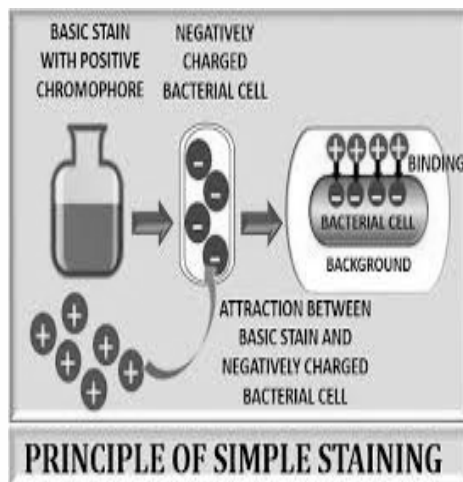 BASIC STAIN
WITH POSITIVE
CHROMOPHORE
NEGATIVELY
CHARGED
BACTERIAL CELL
BINDING
BACTERIAL CELL
BACKGROUND
ATTRACTION BETWEEN
BASIC STAIN AND
NEGATIVELY CHARGED
BACTERIAL CELL
PRINCIPLE OF SIMPLE STAINING